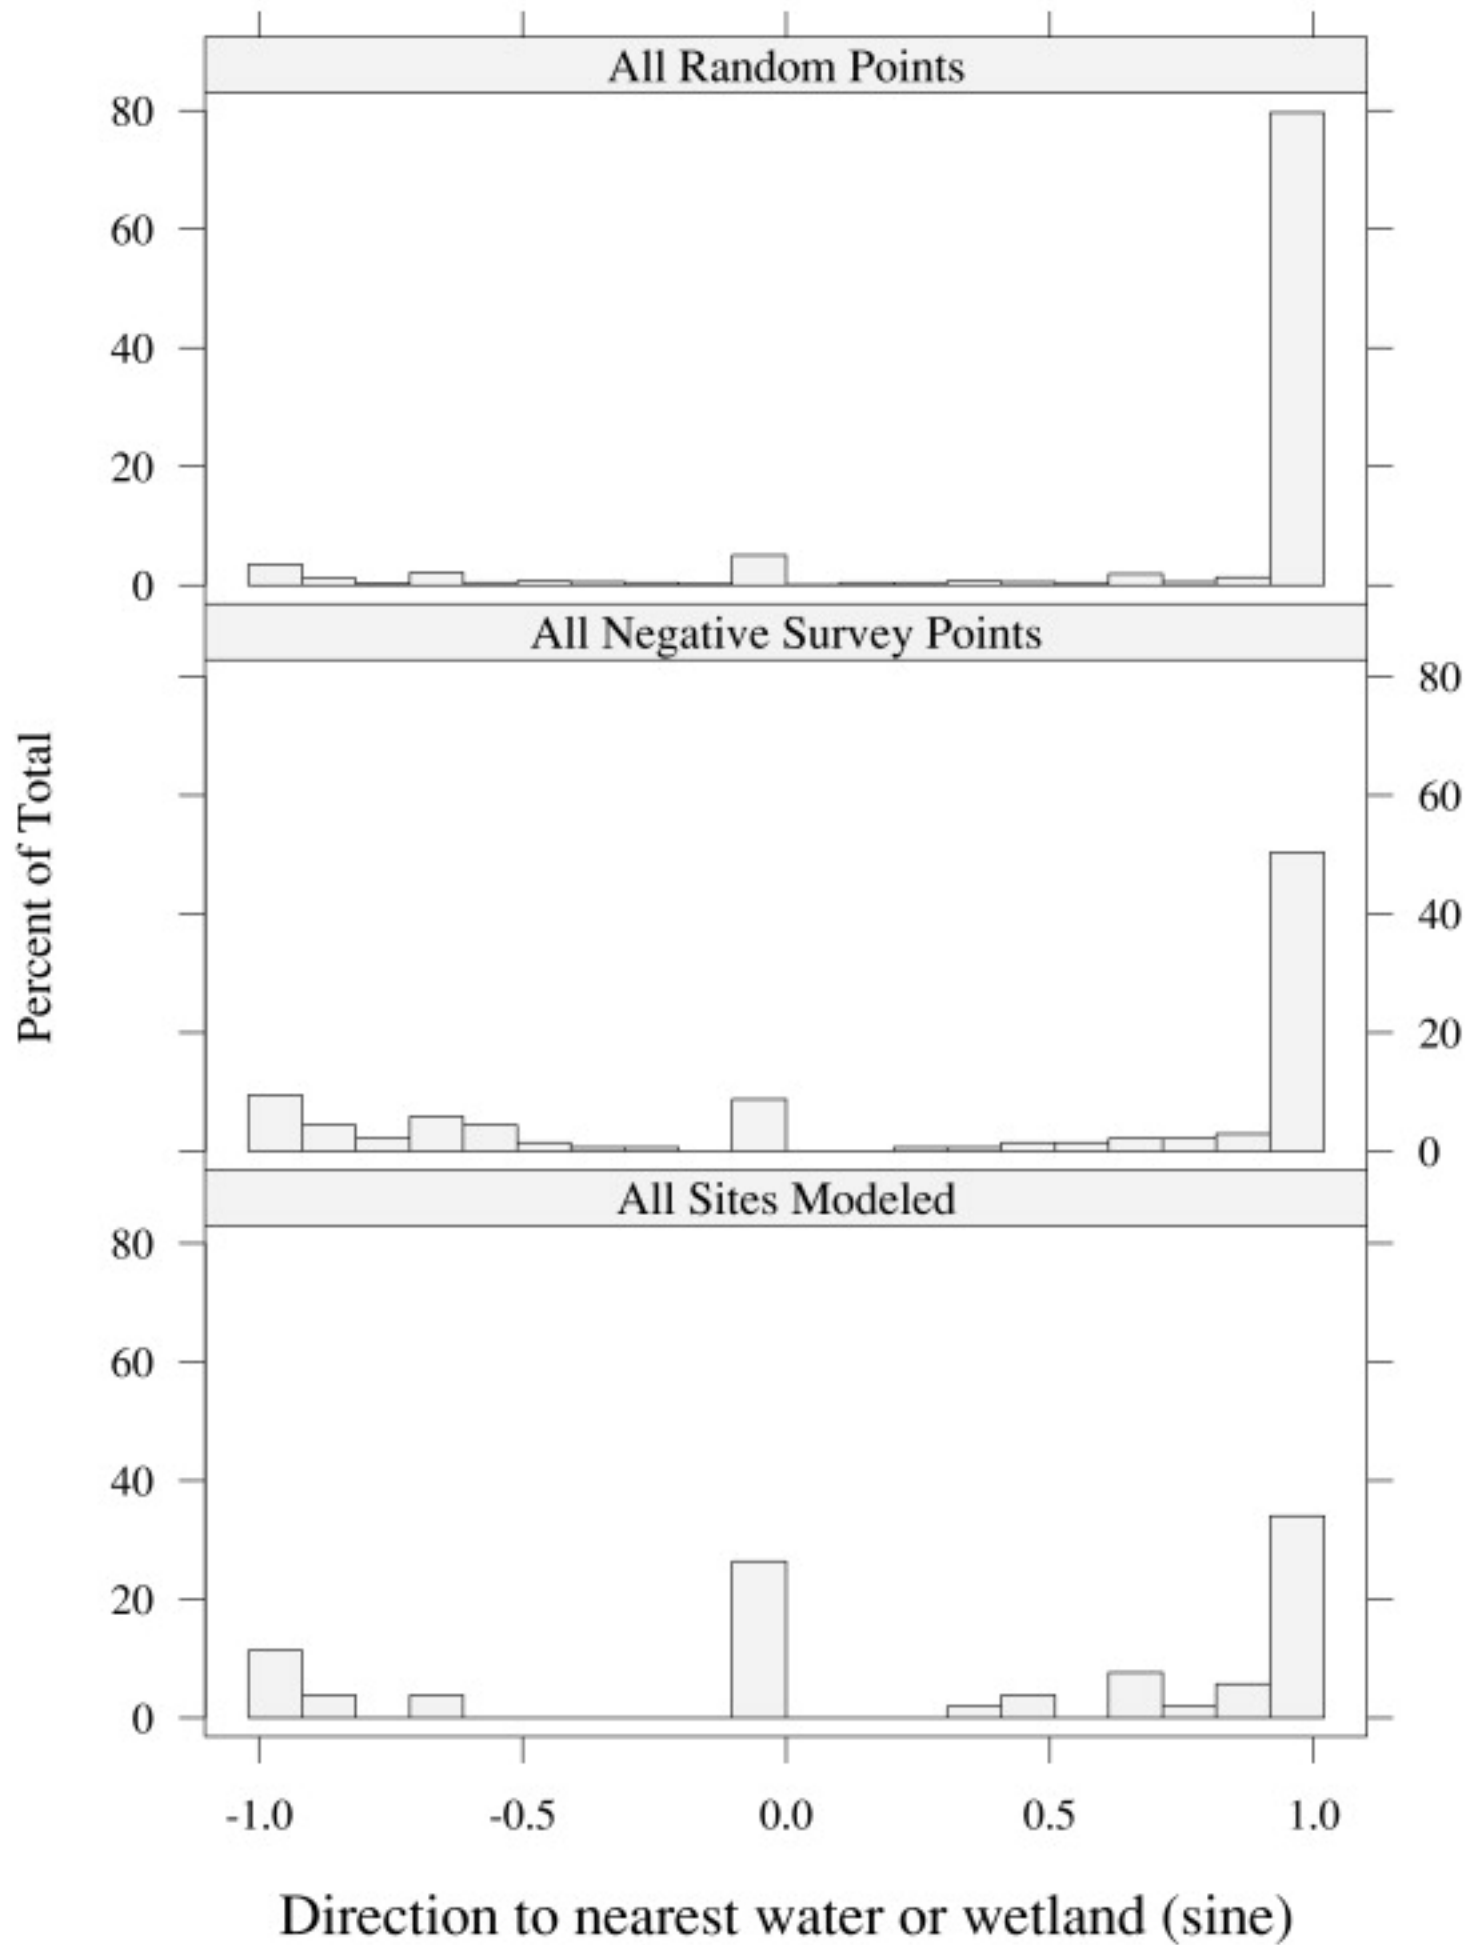 All Random Points
80
60
40
20
0
All Negative Survey Points
80
60
40
20
0
Percent of Total
All Sites Modeled
80
60
40
20
0
-1.0 -0.5 0.0 0.5 1.0
Direction to nearest water or wetland (sine)